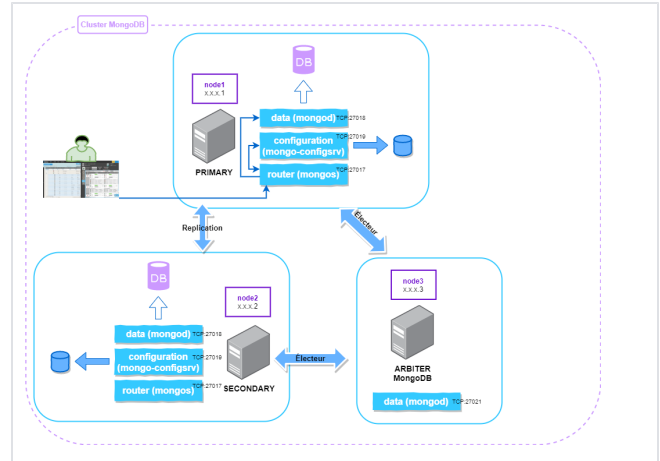 Cluster MongoDB
DB
node1
x.x.x.1
data (mongod)
TCP:27018
configuration
(mongo-configsrv)
TCP:27019
router (mongos)
TCP:27017
PRIMARY
Replication
Électeur
DB
node2
x.x.x.2
data (mongod)
TCP:27018
configuration
(mongo-configsrv)
TCP:27019
router (mongos)
TCP:27017
SECONDARY
Électeur
node3
x.x.x.3
ARBITER
MongoDB
data (mongod)
TCP:27021